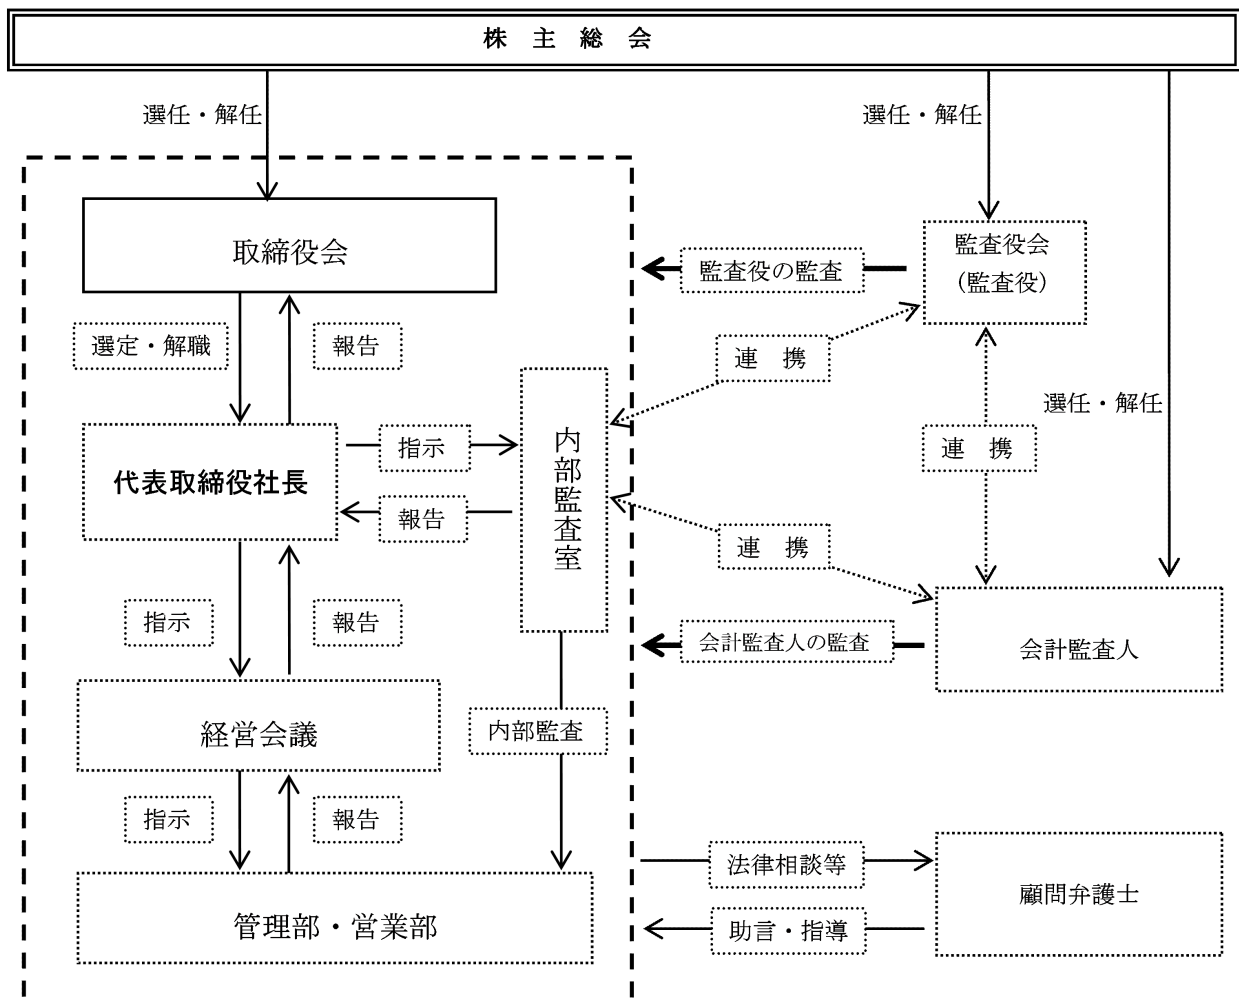 株　主　総　会
選任・解任
選任・解任
取締役会
監査役会
（監査役）
監査役の監査
選定・解職
報告
連　携
選任・解任
内部監査室
指示
連　携
代表取締役社長
報告
連　携
指示
報告
会計監査人の監査
会計監査人
経営会議
内部監査
指示
報告
法律相談等
顧問弁護士
管理部・営業部
助言・指導